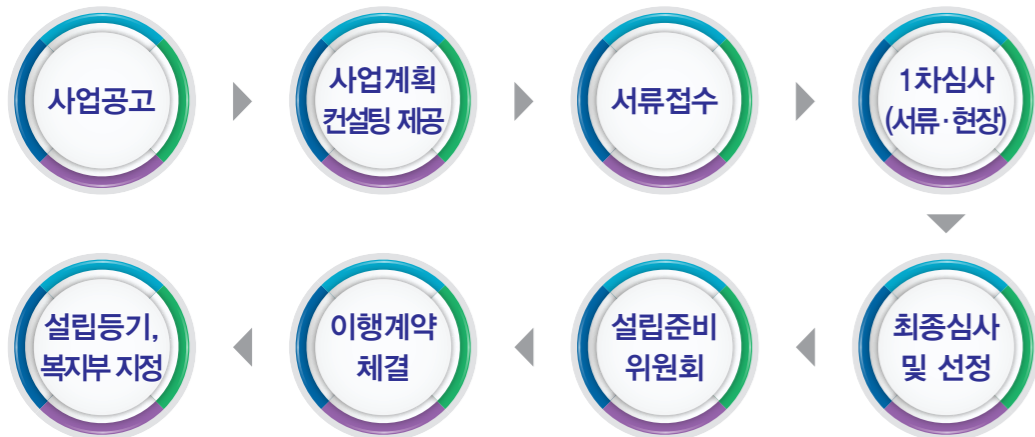 사업공고
사업계획
컨설팅 제공
서류접수
1차심사
(서류·현장)
최종심사
및 선정
설립준비
위원회
이행계약
체결
설립등기,
복지부 지정